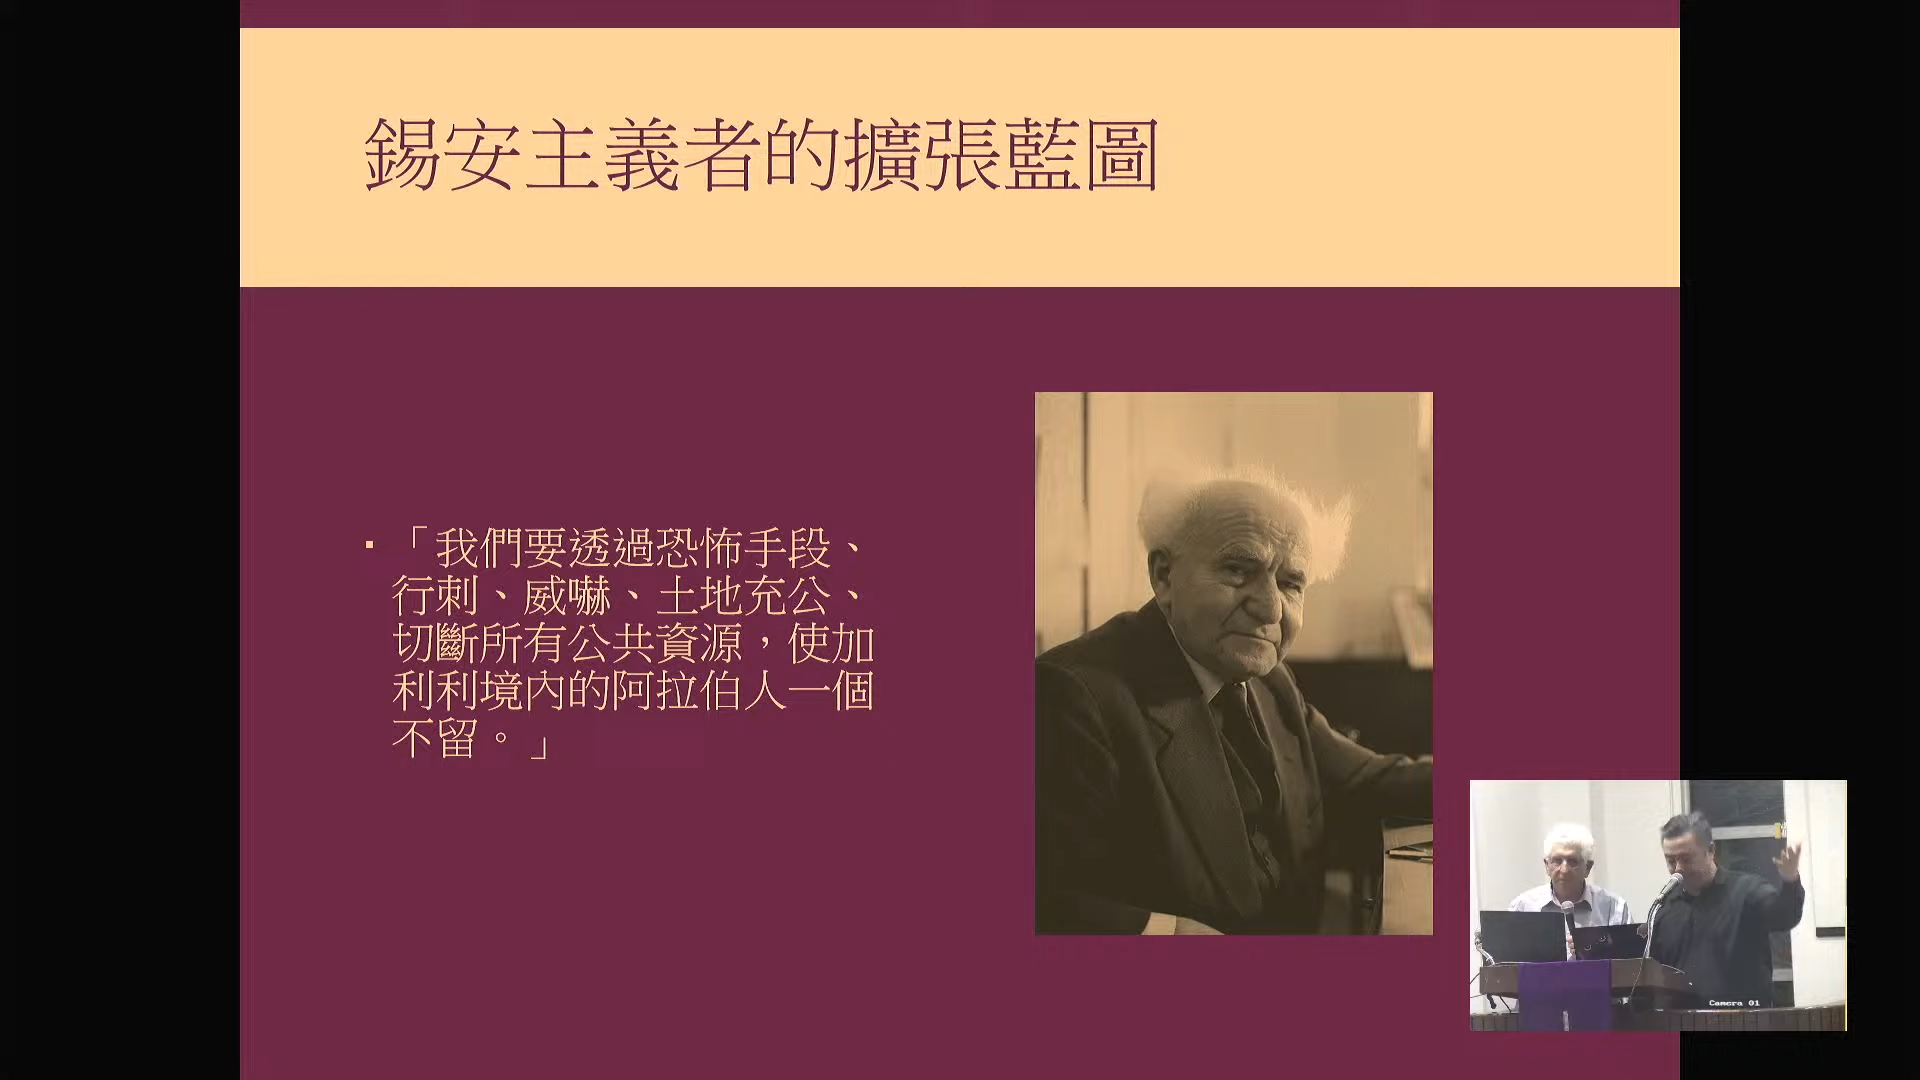 錫安主義者的擴張藍圖
「我們要透過恐怖手段、
行刺、威嚇、土地充公、
切斷所有公共資源，使加
利利境內的阿拉伯人一個
不留。」
Camera 01